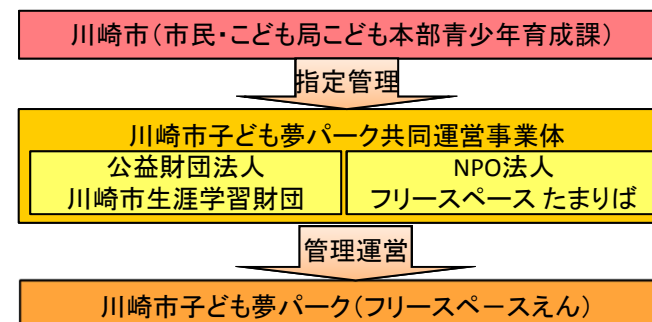 川崎市(市民・こども局こども本部青少年育成課)
指定管理
川崎市子ども夢パーク共同運営事業体
公益財団法人
川崎市生涯学習財団
NPO法人
フリースペース たまりば
管理運営
川崎市子ども夢パーク(フリースペースえん)